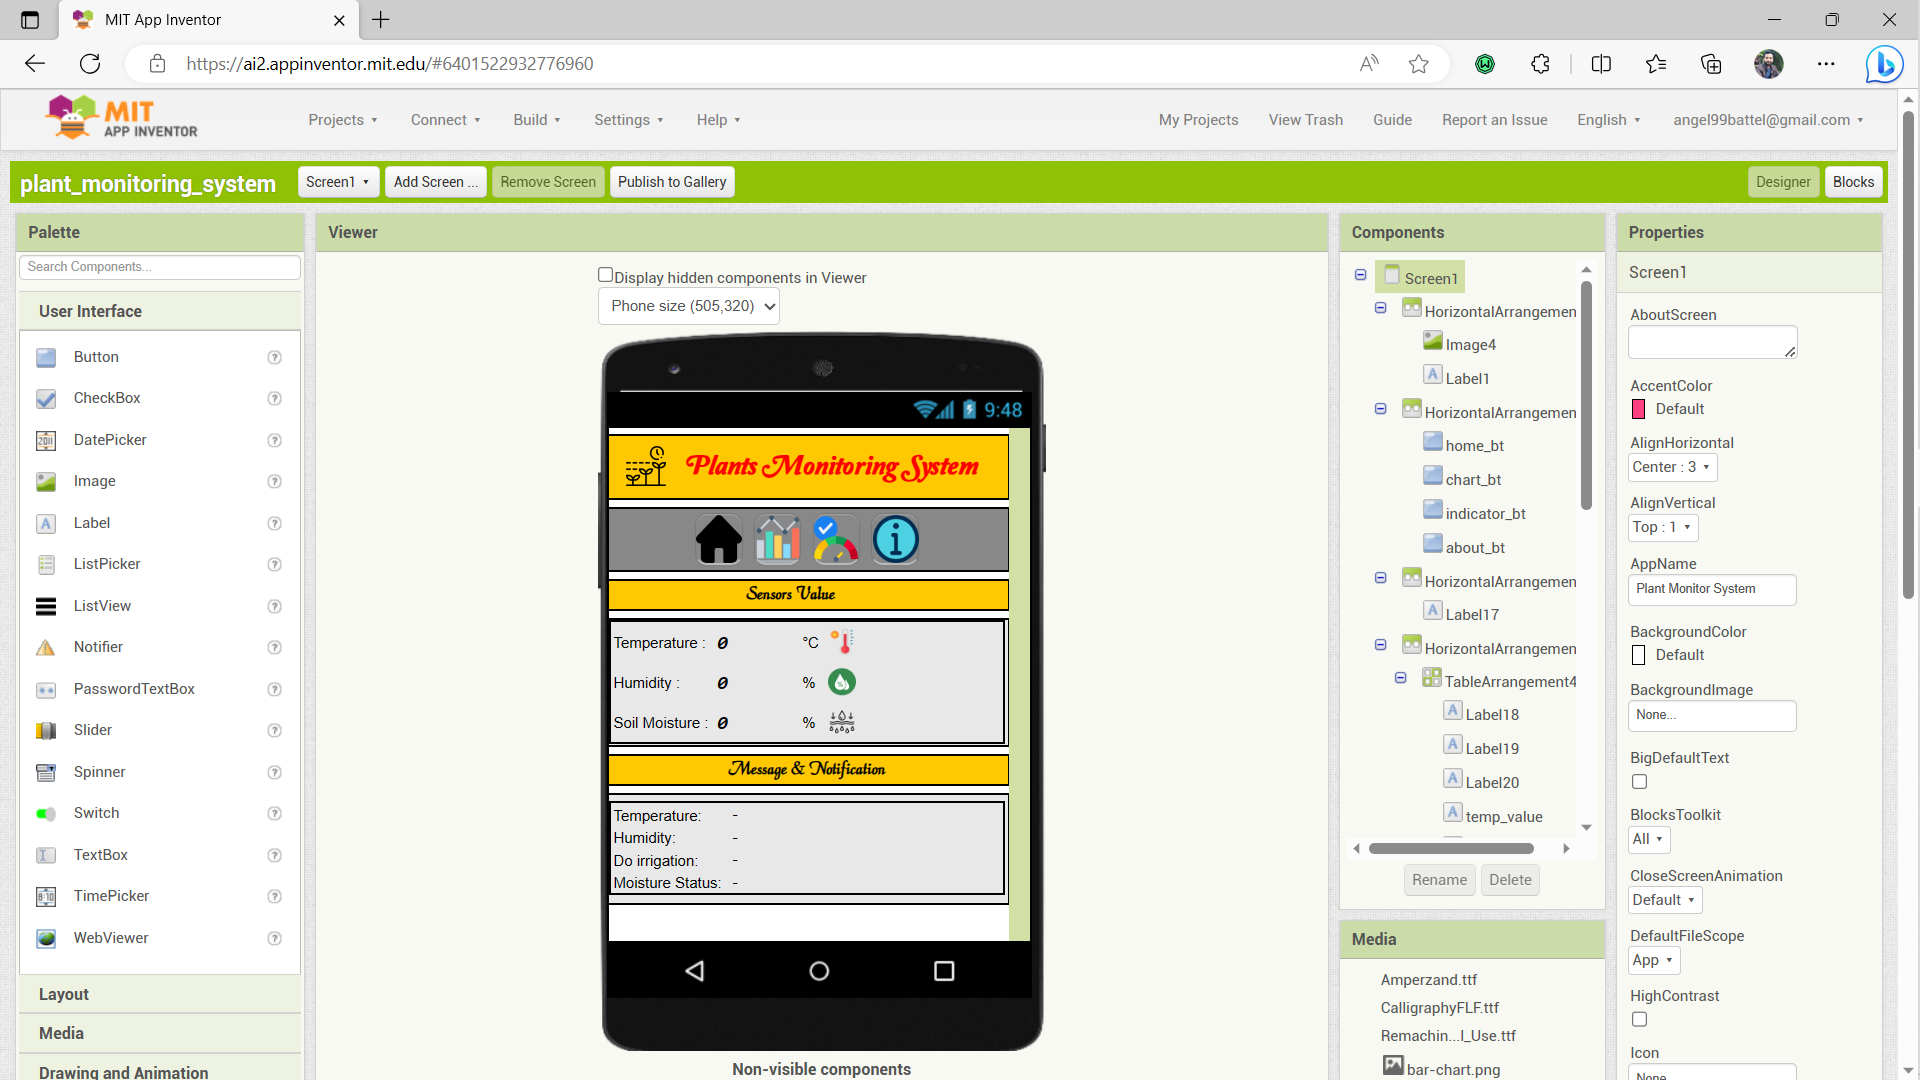 MIT App Inventor
https://ai2.appinventor.mit.edu/#6401522932776960
MIT
APP INVENTOR
Projects
Connect
Build
Settings
Help
My Projects
View Trash
Guide
Report an Issue
English
angel99battel@gmail.com
plant_monitoring_system
Screen1
Add Screen ...
Remove Screen
Publish to Gallery
Designer
Blocks
Palette
Search Components...
User Interface
Button
CheckBox
DatePicker
Image
Label
ListPicker
ListView
Notifier
PasswordTextBox
Slider
Spinner
Switch
TextBox
TimePicker
WebViewer
Layout
Media
Drawing and Animation
Viewer
Display hidden components in Viewer
Phone size (505,320)
9:48
Plants Monitoring System
Sensors Value
Temperature : 0 °C
Humidity : 0 %
Soil Moisture : 0 %
Message & Notification
Temperature: -
Humidity: -
Do irrigation: -
Moisture Status: -
Non-visible components
Components
Screen1
HorizontalArrangemen
Image4
Label1
HorizontalArrangemen
home_bt
chart_bt
indicator_bt
about_bt
HorizontalArrangemen
Label17
HorizontalArrangemen
TableArrangement4
Label18
Label19
Label20
temp_value
Rename
Delete
Media
Amperzand.ttf
CalligraphyFLF.ttf
Remachin...l_Use.ttf
bar-chart.png
Properties
Screen1
AboutScreen
AccentColor
Default
AlignHorizontal
Center : 3
AlignVertical
Top : 1
AppName
Plant Monitor System
BackgroundColor
Default
BackgroundImage
None...
BigDefaultText
BlocksToolkit
All
CloseScreenAnimation
Default
DefaultFileScope
App
HighContrast
Icon
None...